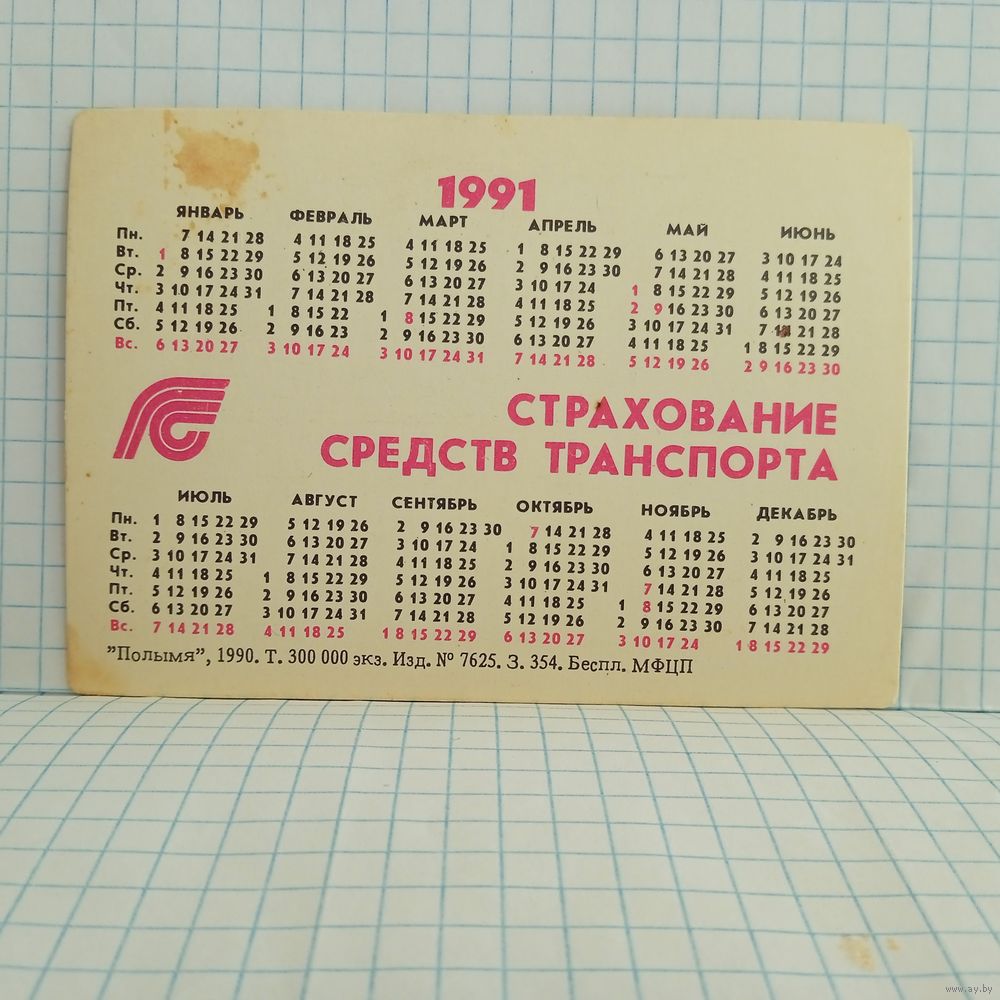 1991
ЯНВАРЬ ФЕВРАЛЬ МАРТ АПРЕЛЬ МАЙ ИЮНЬ
Пн. 7 14 21 28 4 11 18 25 4 11 18 25 1 8 15 22 29 6 13 20 27 3 10 17 24
Вт. 1 8 15 22 29 5 12 19 26 5 12 19 26 2 9 16 23 30 7 14 21 28 4 11 18 25
Ср. 2 9 16 23 30 6 13 20 27 6 13 20 27 3 10 17 24 1 8 15 22 29 5 12 19 26
Чт. 3 10 17 24 31 7 14 21 28 7 14 21 28 4 11 18 25 2 9 16 23 30 6 13 20 27
Пт. 4 11 18 25 1 8 15 22 1 8 15 22 29 5 12 19 26 3 10 17 24 31 7 14 21 28
Сб. 5 12 19 26 2 9 16 23 2 9 16 23 30 6 13 20 27 4 11 18 25 1 8 15 22 29
Вс. 6 13 20 27 3 10 17 24 3 10 17 24 31 7 14 21 28 5 12 19 26 2 9 16 23 30
СТРАХОВАНИЕ
СРЕДСТВ ТРАНСПОРТА
ИЮЛЬ АВГУСТ СЕНТЯБРЬ ОКТЯБРЬ НОЯБРЬ ДЕКАБРЬ
Пн. 1 8 15 22 29 5 12 19 26 2 9 16 23 30 7 14 21 28 4 11 18 25 2 9 16 23 30
Вт. 2 9 16 23 30 6 13 20 27 3 10 17 24 1 8 15 22 29 5 12 19 26 3 10 17 24 31
Ср. 3 10 17 24 31 7 14 21 28 4 11 18 25 2 9 16 23 30 6 13 20 27 4 11 18 25
Чт. 4 11 18 25 1 8 15 22 29 5 12 19 26 3 10 17 24 31 7 14 21 28 5 12 19 26
Пт. 5 12 19 26 2 9 16 23 30 6 13 20 27 4 11 18 25 1 8 15 22 29 6 13 20 27
Сб. 6 13 20 27 3 10 17 24 31 7 14 21 28 5 12 19 26 2 9 16 23 30 7 14 21 28
Вс. 7 14 21 28 4 11 18 25 1 8 15 22 29 6 13 20 27 3 10 17 24 1 8 15 22 29
"Полымя", 1990. Т. 300 000 экз. Изд. № 7625. З. 354. Беспл. МФЦП
www.ay.by